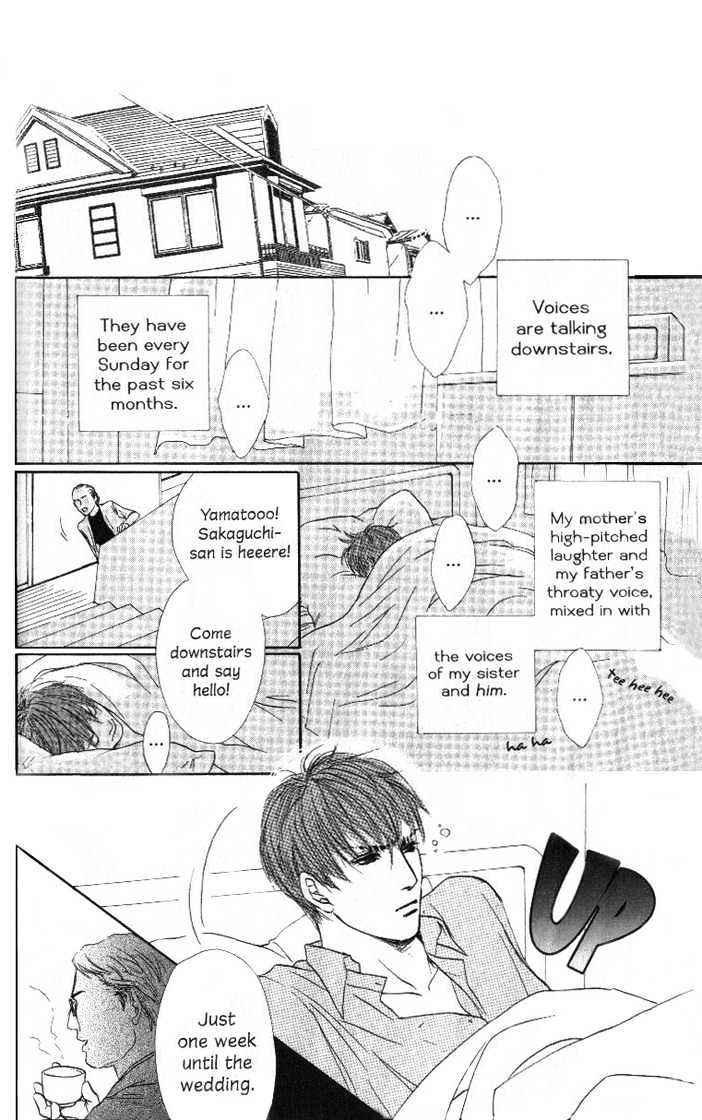 ...
...
Voices
are talking
downstairs.
They have
been every
Sunday for
the past six
months.
...
...
My mother's
high-pitched
laughter and
my father's
throaty voice,
mixed in with
...
the voices
of my sister
and him.
...
tee hee hee
ha ha
Yamatooo!
Sakaguchi-
san is heeere!
Come
downstairs
and say
hello!
...
UP
Just
one week
until the
wedding.